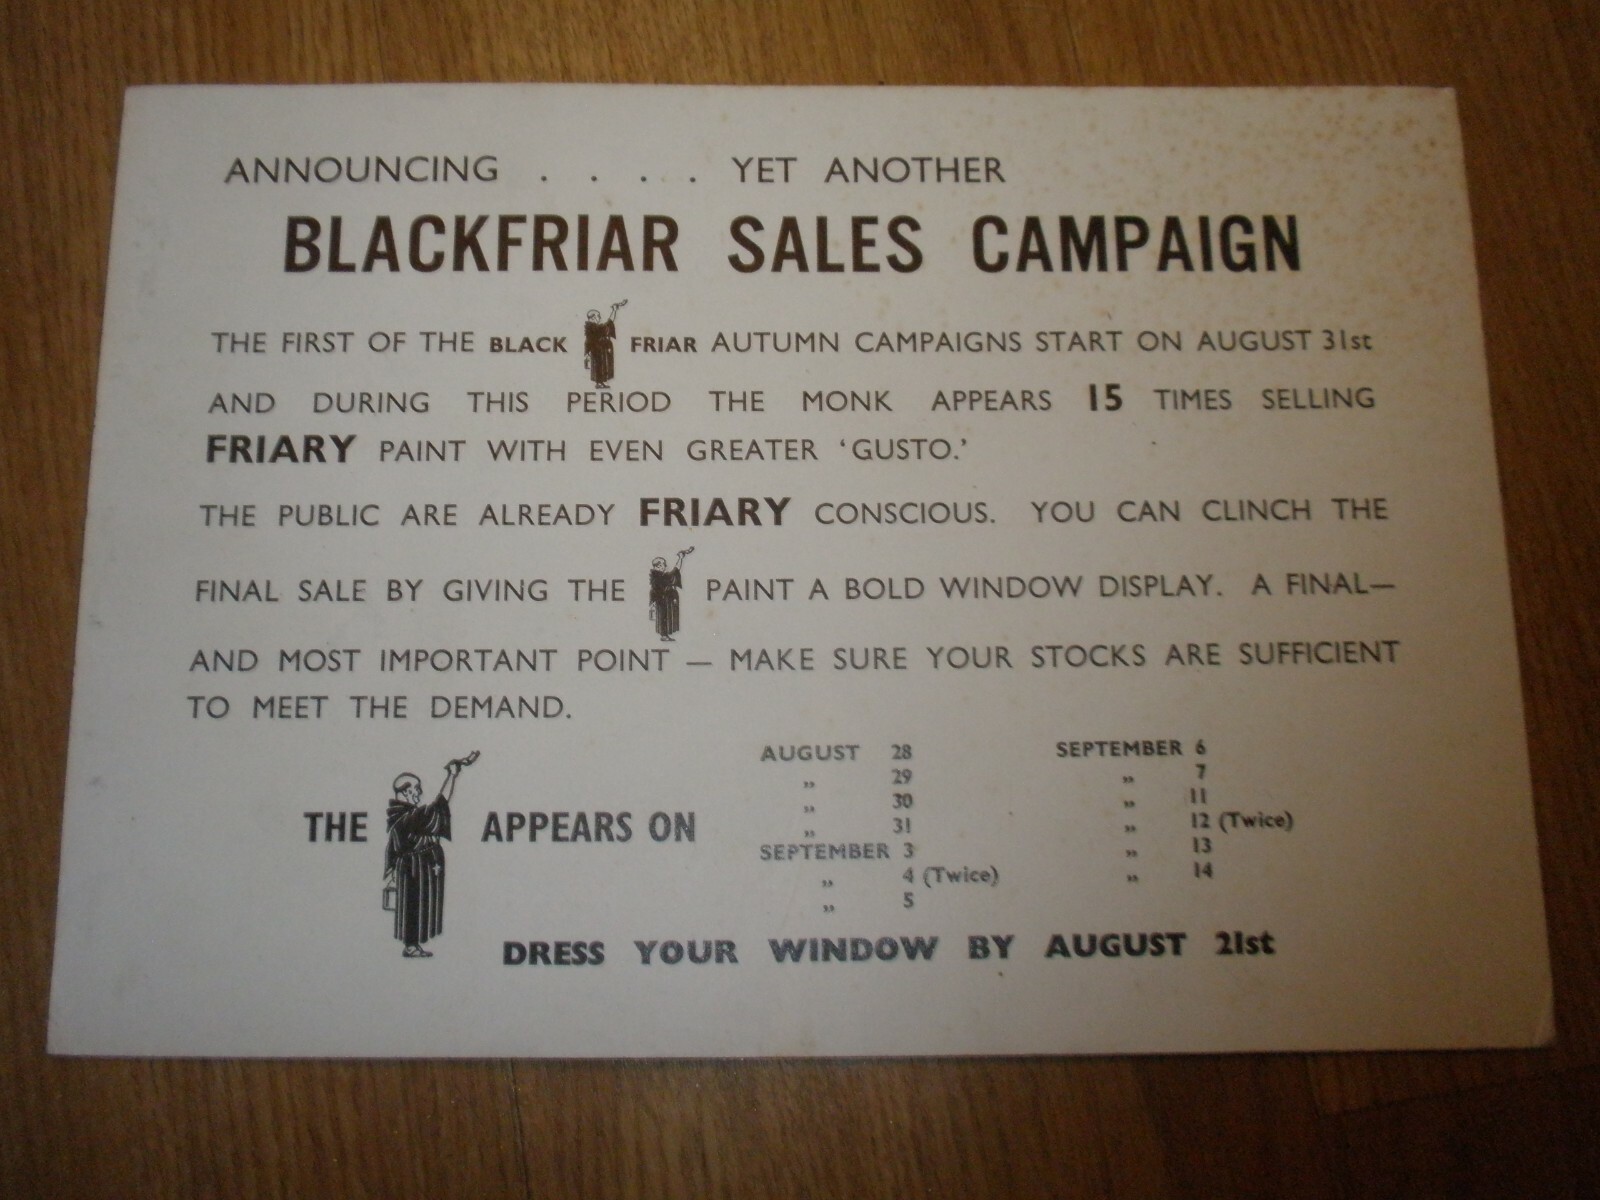 ANNOUNCING . . . . YET ANOTHER
BLACKFRIAR SALES CAMPAIGN
THE FIRST OF THE BLACK FRIAR AUTUMN CAMPAIGNS START ON AUGUST 31st
AND DURING THIS PERIOD THE MONK APPEARS 15 TIMES SELLING
FRIARY PAINT WITH EVEN GREATER ‘GUSTO.’
THE PUBLIC ARE ALREADY FRIARY CONSCIOUS. YOU CAN CLINCH THE
FINAL SALE BY GIVING THE PAINT A BOLD WINDOW DISPLAY. A FINAL—
AND MOST IMPORTANT POINT — MAKE SURE YOUR STOCKS ARE SUFFICIENT
TO MEET THE DEMAND.
THE APPEARS ON
AUGUST 28
„ 29
„ 30
„ 31
SEPTEMBER 3
„ 4 (Twice)
„ 5
SEPTEMBER 6
„ 7
„ 11
„ 12 (Twice)
„ 13
„ 14
DRESS YOUR WINDOW BY AUGUST 21st